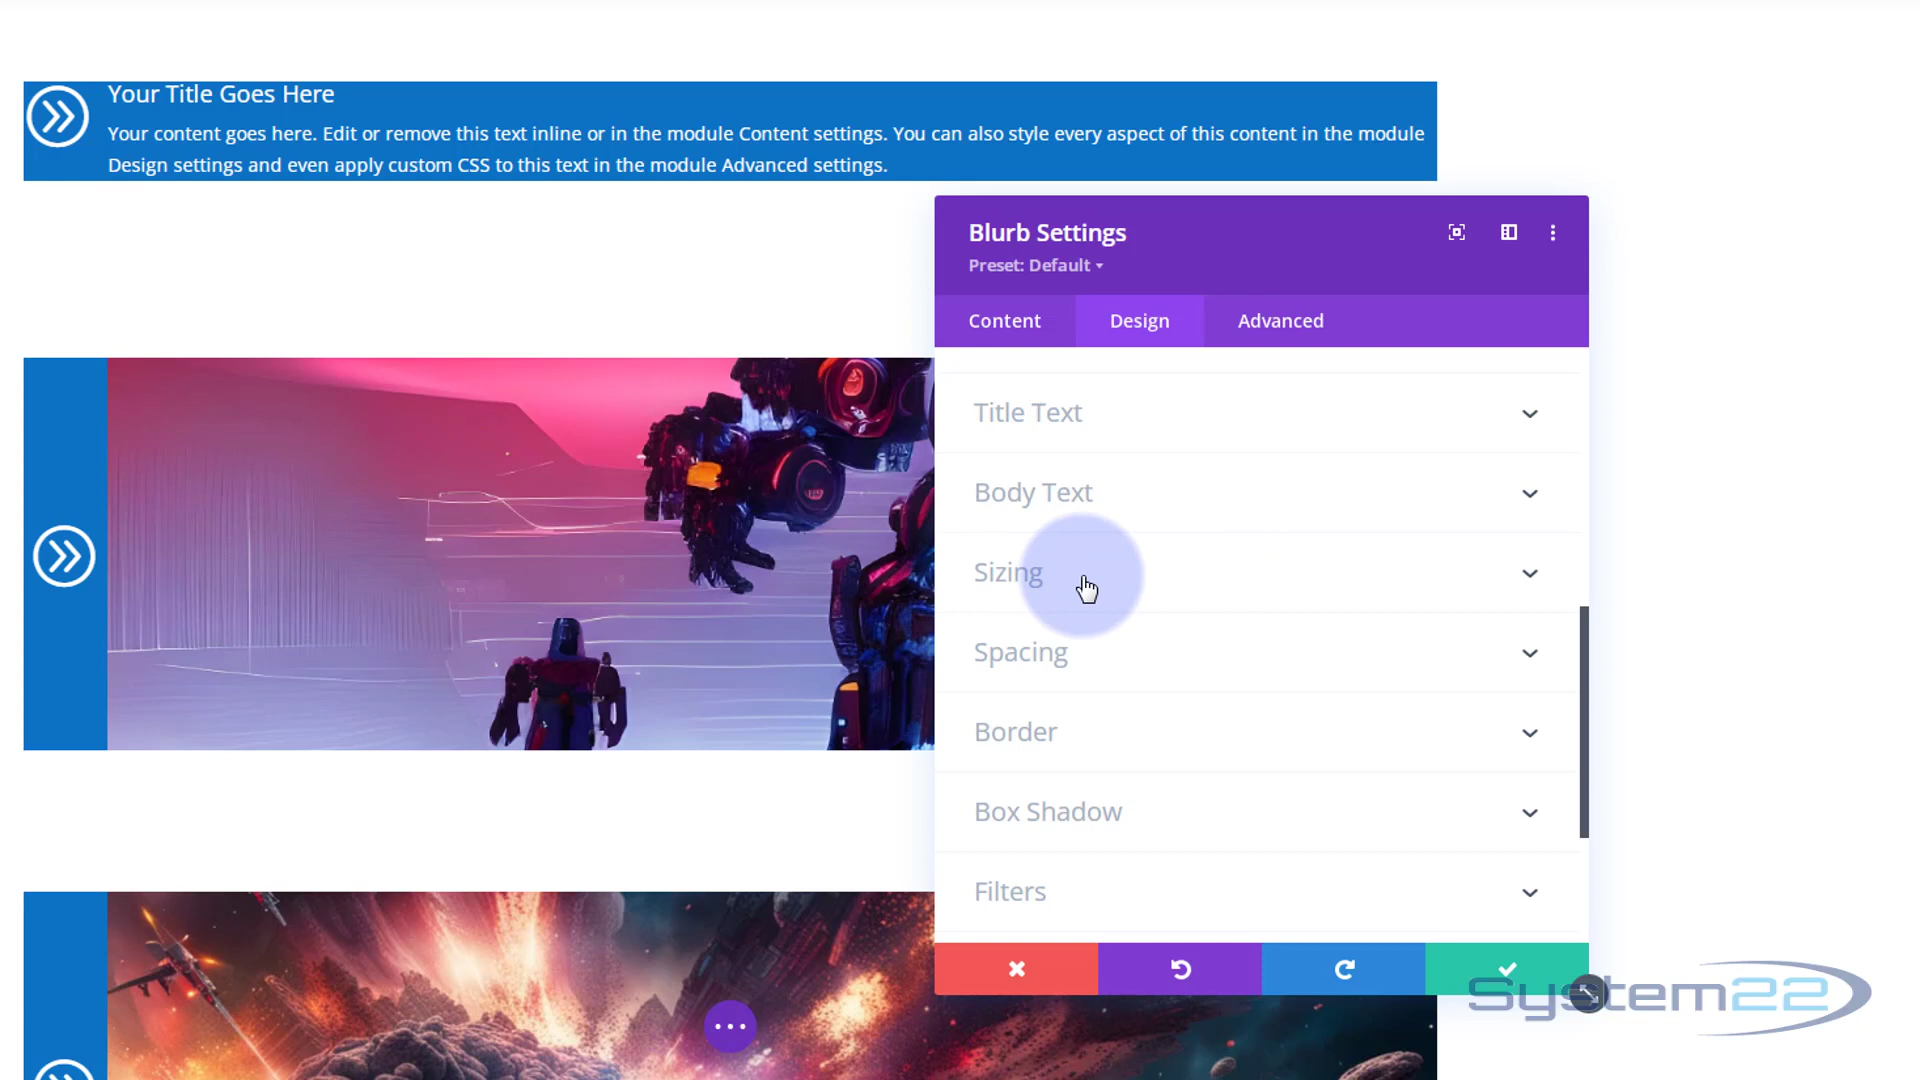 Your Title Goes Here
Your content goes here. Edit or remove this text inline or in the module Content settings. You can also style every aspect of this content in the module
Design settings and even apply custom CSS to this text in the module Advanced settings.
Blurb Settings
Preset: Default
Content
Design
Advanced
Title Text
Body Text
Sizing
Spacing
Border
Box Shadow
Filters
System22